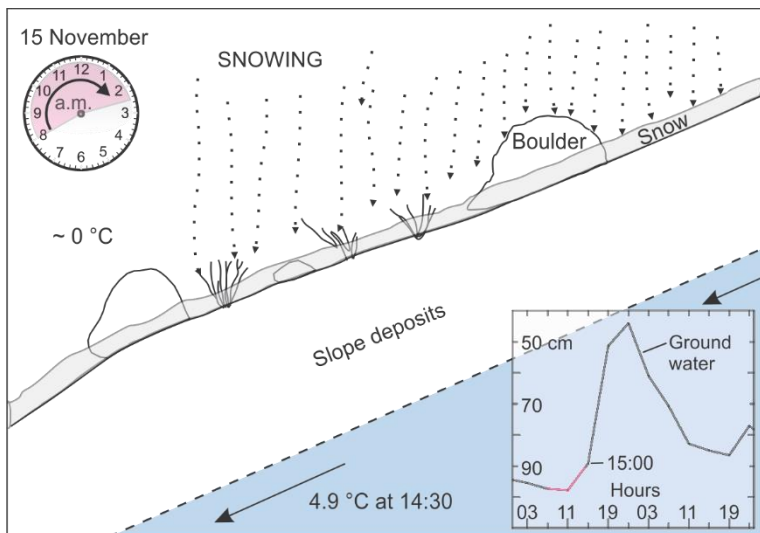 15 November
12
11 1
10 2
a.m.
9 3
8 4
7 5
6
SNOWING
Boulder
Snow
~ 0 °C
Slope deposits
4.9 °C at 14:30
50 cm
Ground
water
70
90
15:00
Hours
03 11 19 03 11 19